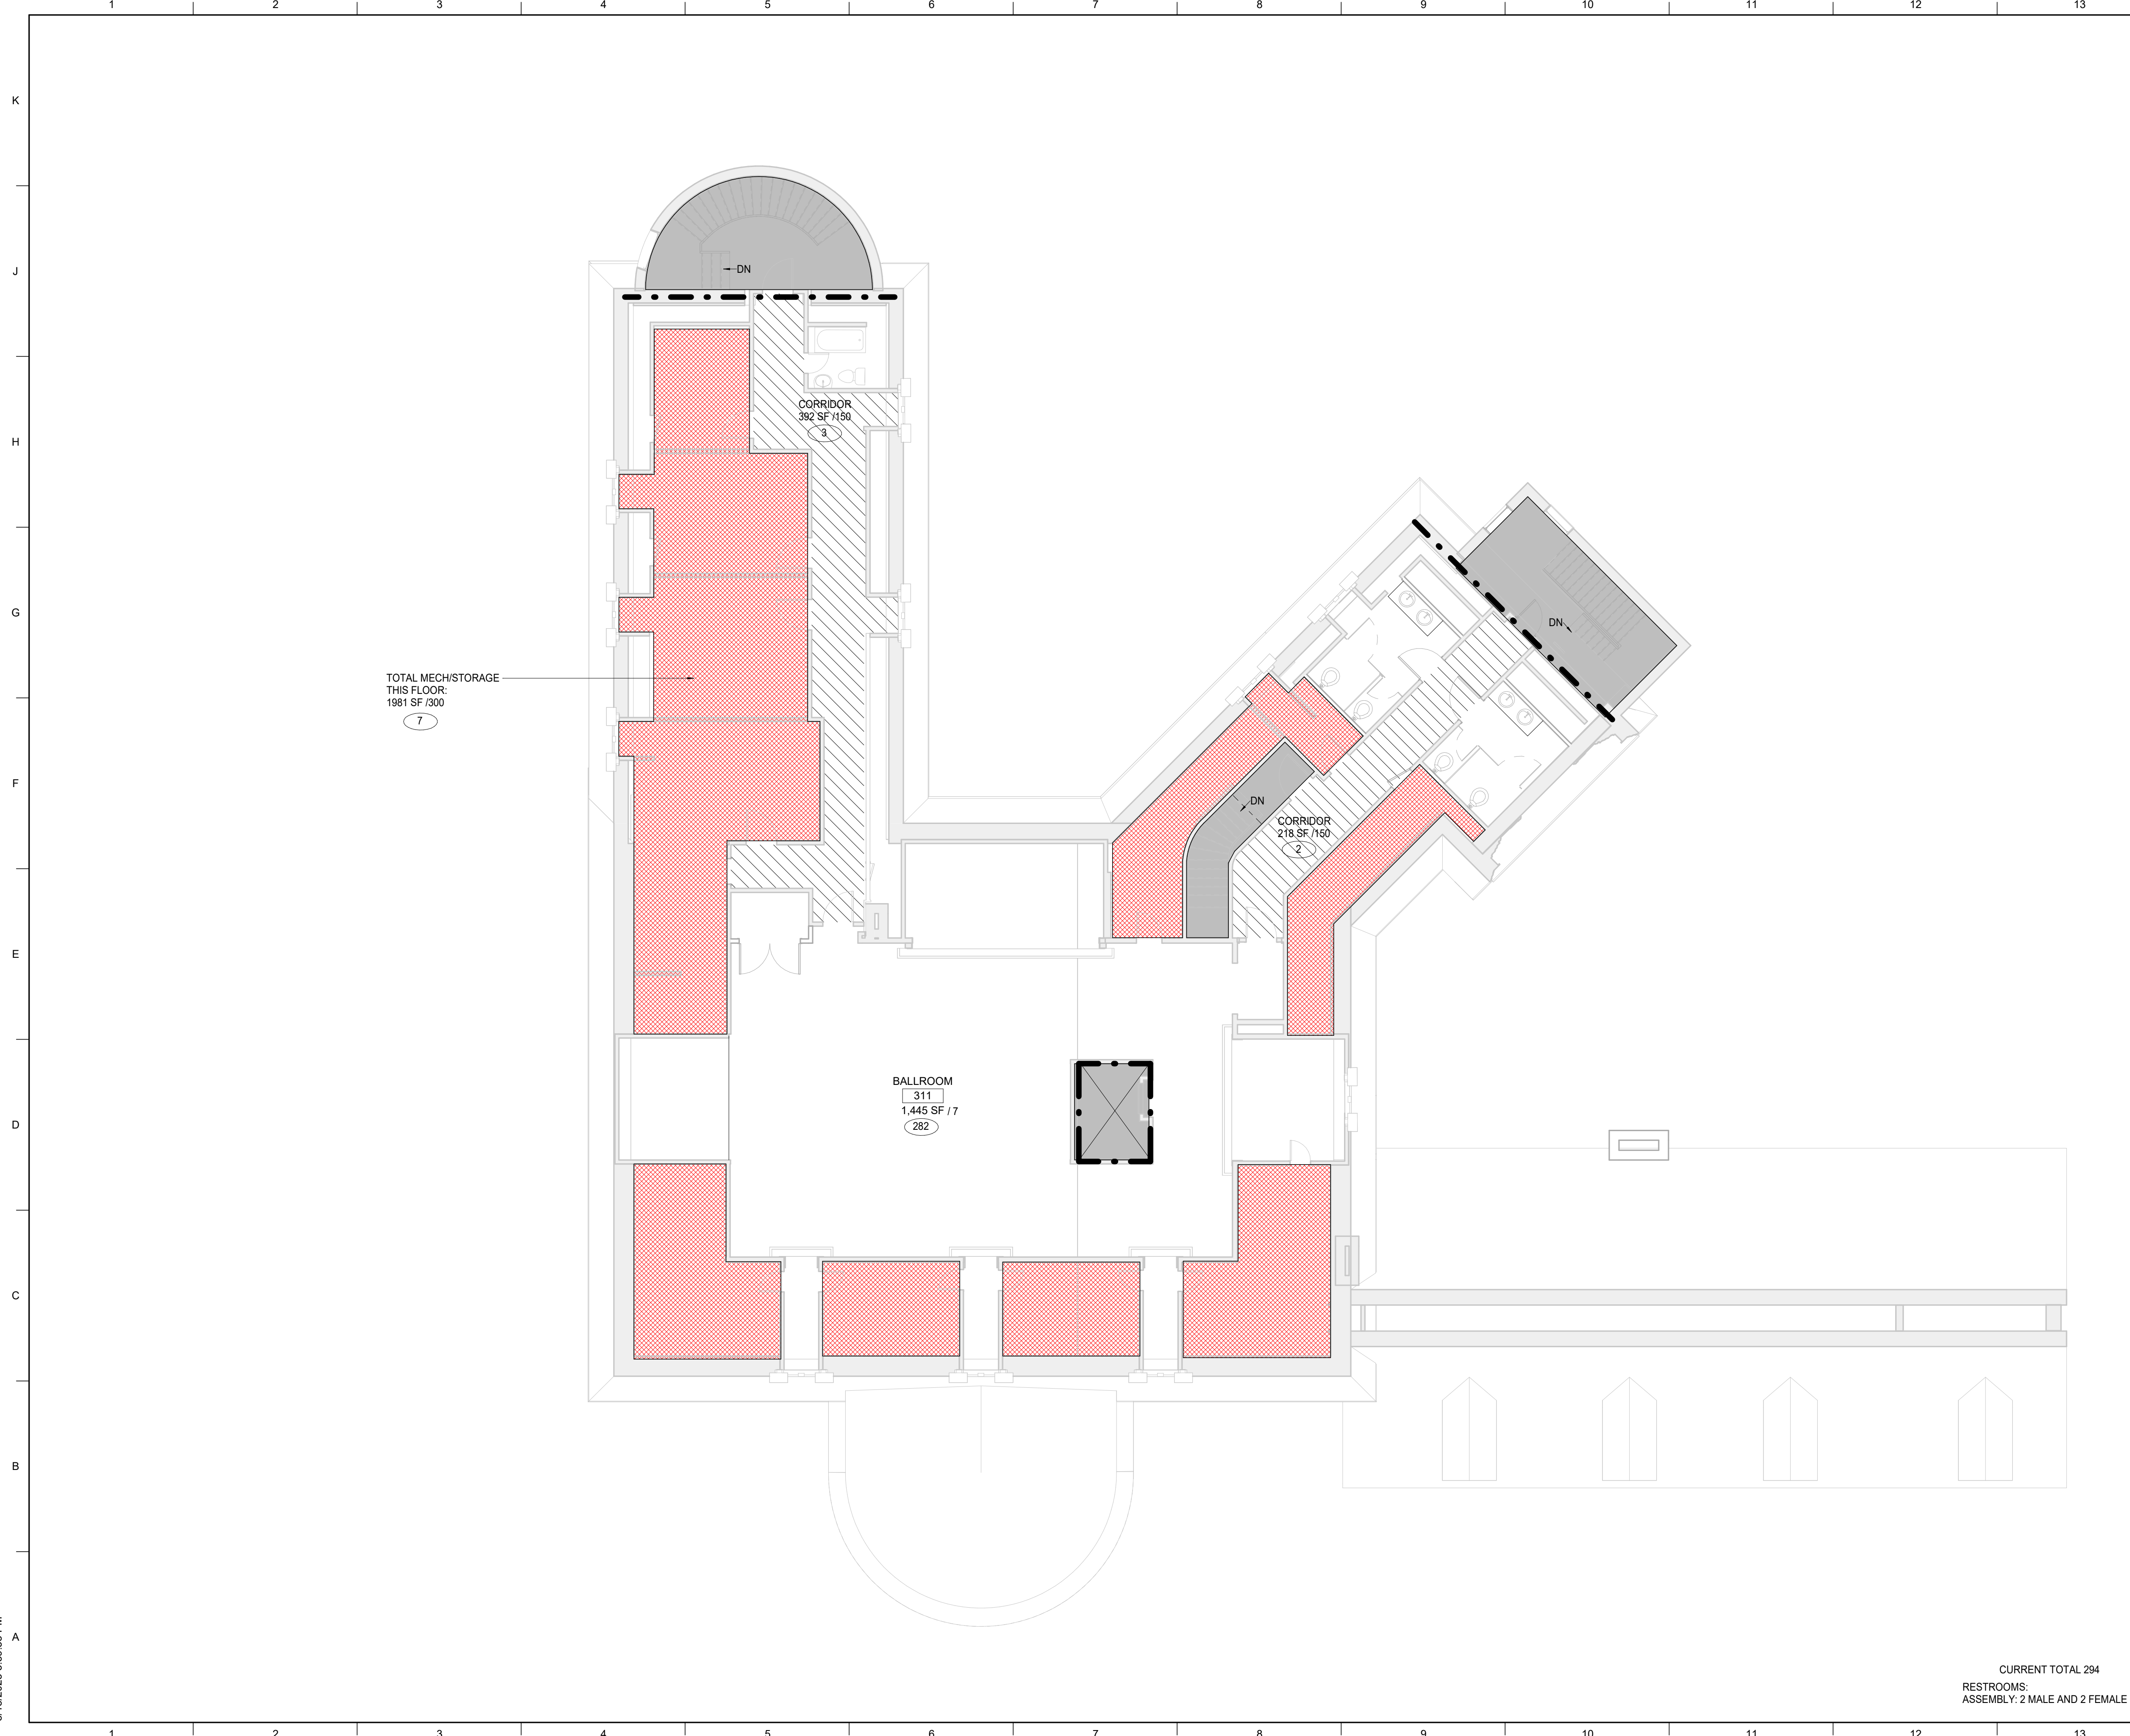 1 2 3 4 5 6 7 8 9 10 11 12 13
K
J
DN
CORRIDOR
392 SF /150
3
H
G
DN
TOTAL MECH/STORAGE
THIS FLOOR:
1981 SF /300
7
F
DN
CORRIDOR
218 SF /150
2
E
BALLROOM
311
1,445 SF / 7
282
D
C
B
A
CURRENT TOTAL 294
RESTROOMS:
ASSEMBLY: 2 MALE AND 2 FEMALE
1 2 3 4 5 6 7 8 9 10 11 12 13